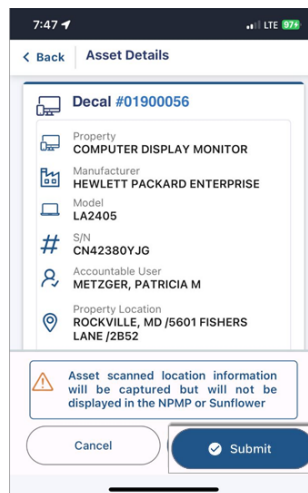 7:47 LTE 97
Back Asset Details
Decal #01900056
Property
COMPUTER DISPLAY MONITOR
Manufacturer
HEWLETT PACKARD ENTERPRISE
Model
LA2405
# S/N
CN42380YJG
Accountable User
METZGER, PATRICIA M
Property Location
ROCKVILLE, MD /5601 FISHERS
LANE /2B52
Asset scanned location information
will be captured but will not be
displayed in the NPMP or Sunflower
Cancel Submit